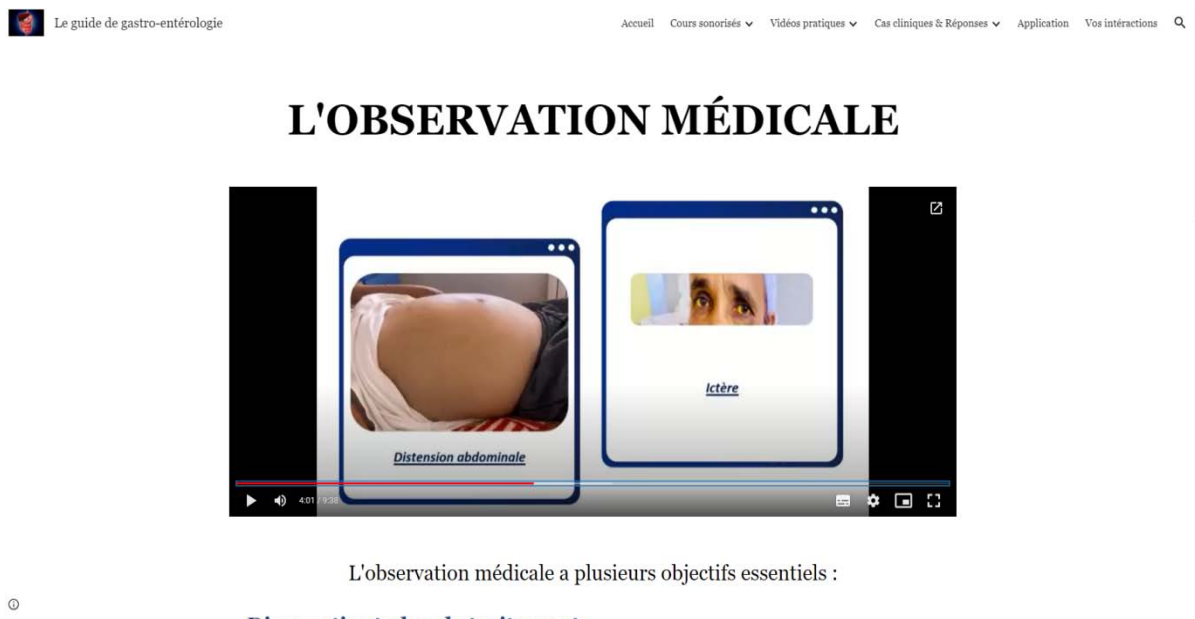 Le guide de gastro-entérologie
Accueil Cours sonorisés Vidéos pratiques Cas cliniques & Réponses Application Vos intéractions
L'OBSERVATION MÉDICALE
Ictère
Distension abdominale
4:01 / 9:38
L'observation médicale a plusieurs objectifs essentiels :